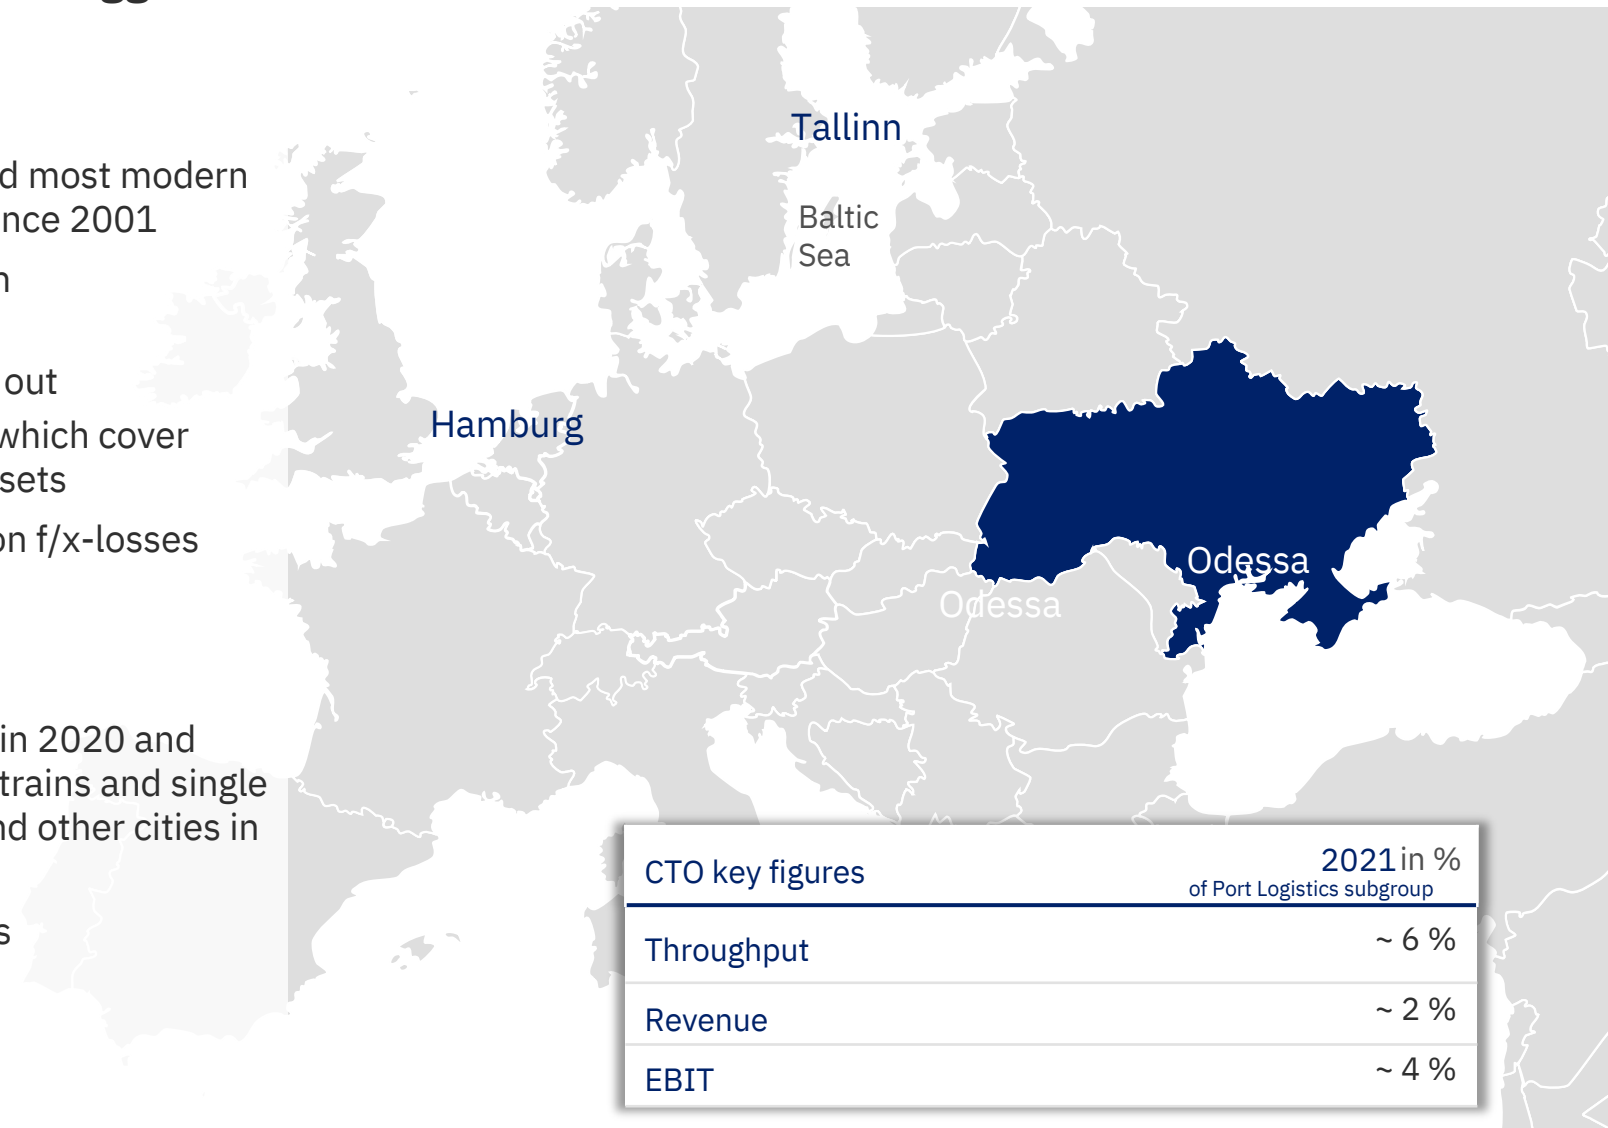 d most modern
nce 2001
n
out
which cover
sets
on f/x-losses
in 2020 and
trains and single
nd other cities in
s
Tallinn
Baltic
Sea
Hamburg
Odessa
Odessa
CTO key figures 2021 in %
of Port Logistics subgroup
Throughput ~ 6 %
Revenue ~ 2 %
EBIT ~ 4 %